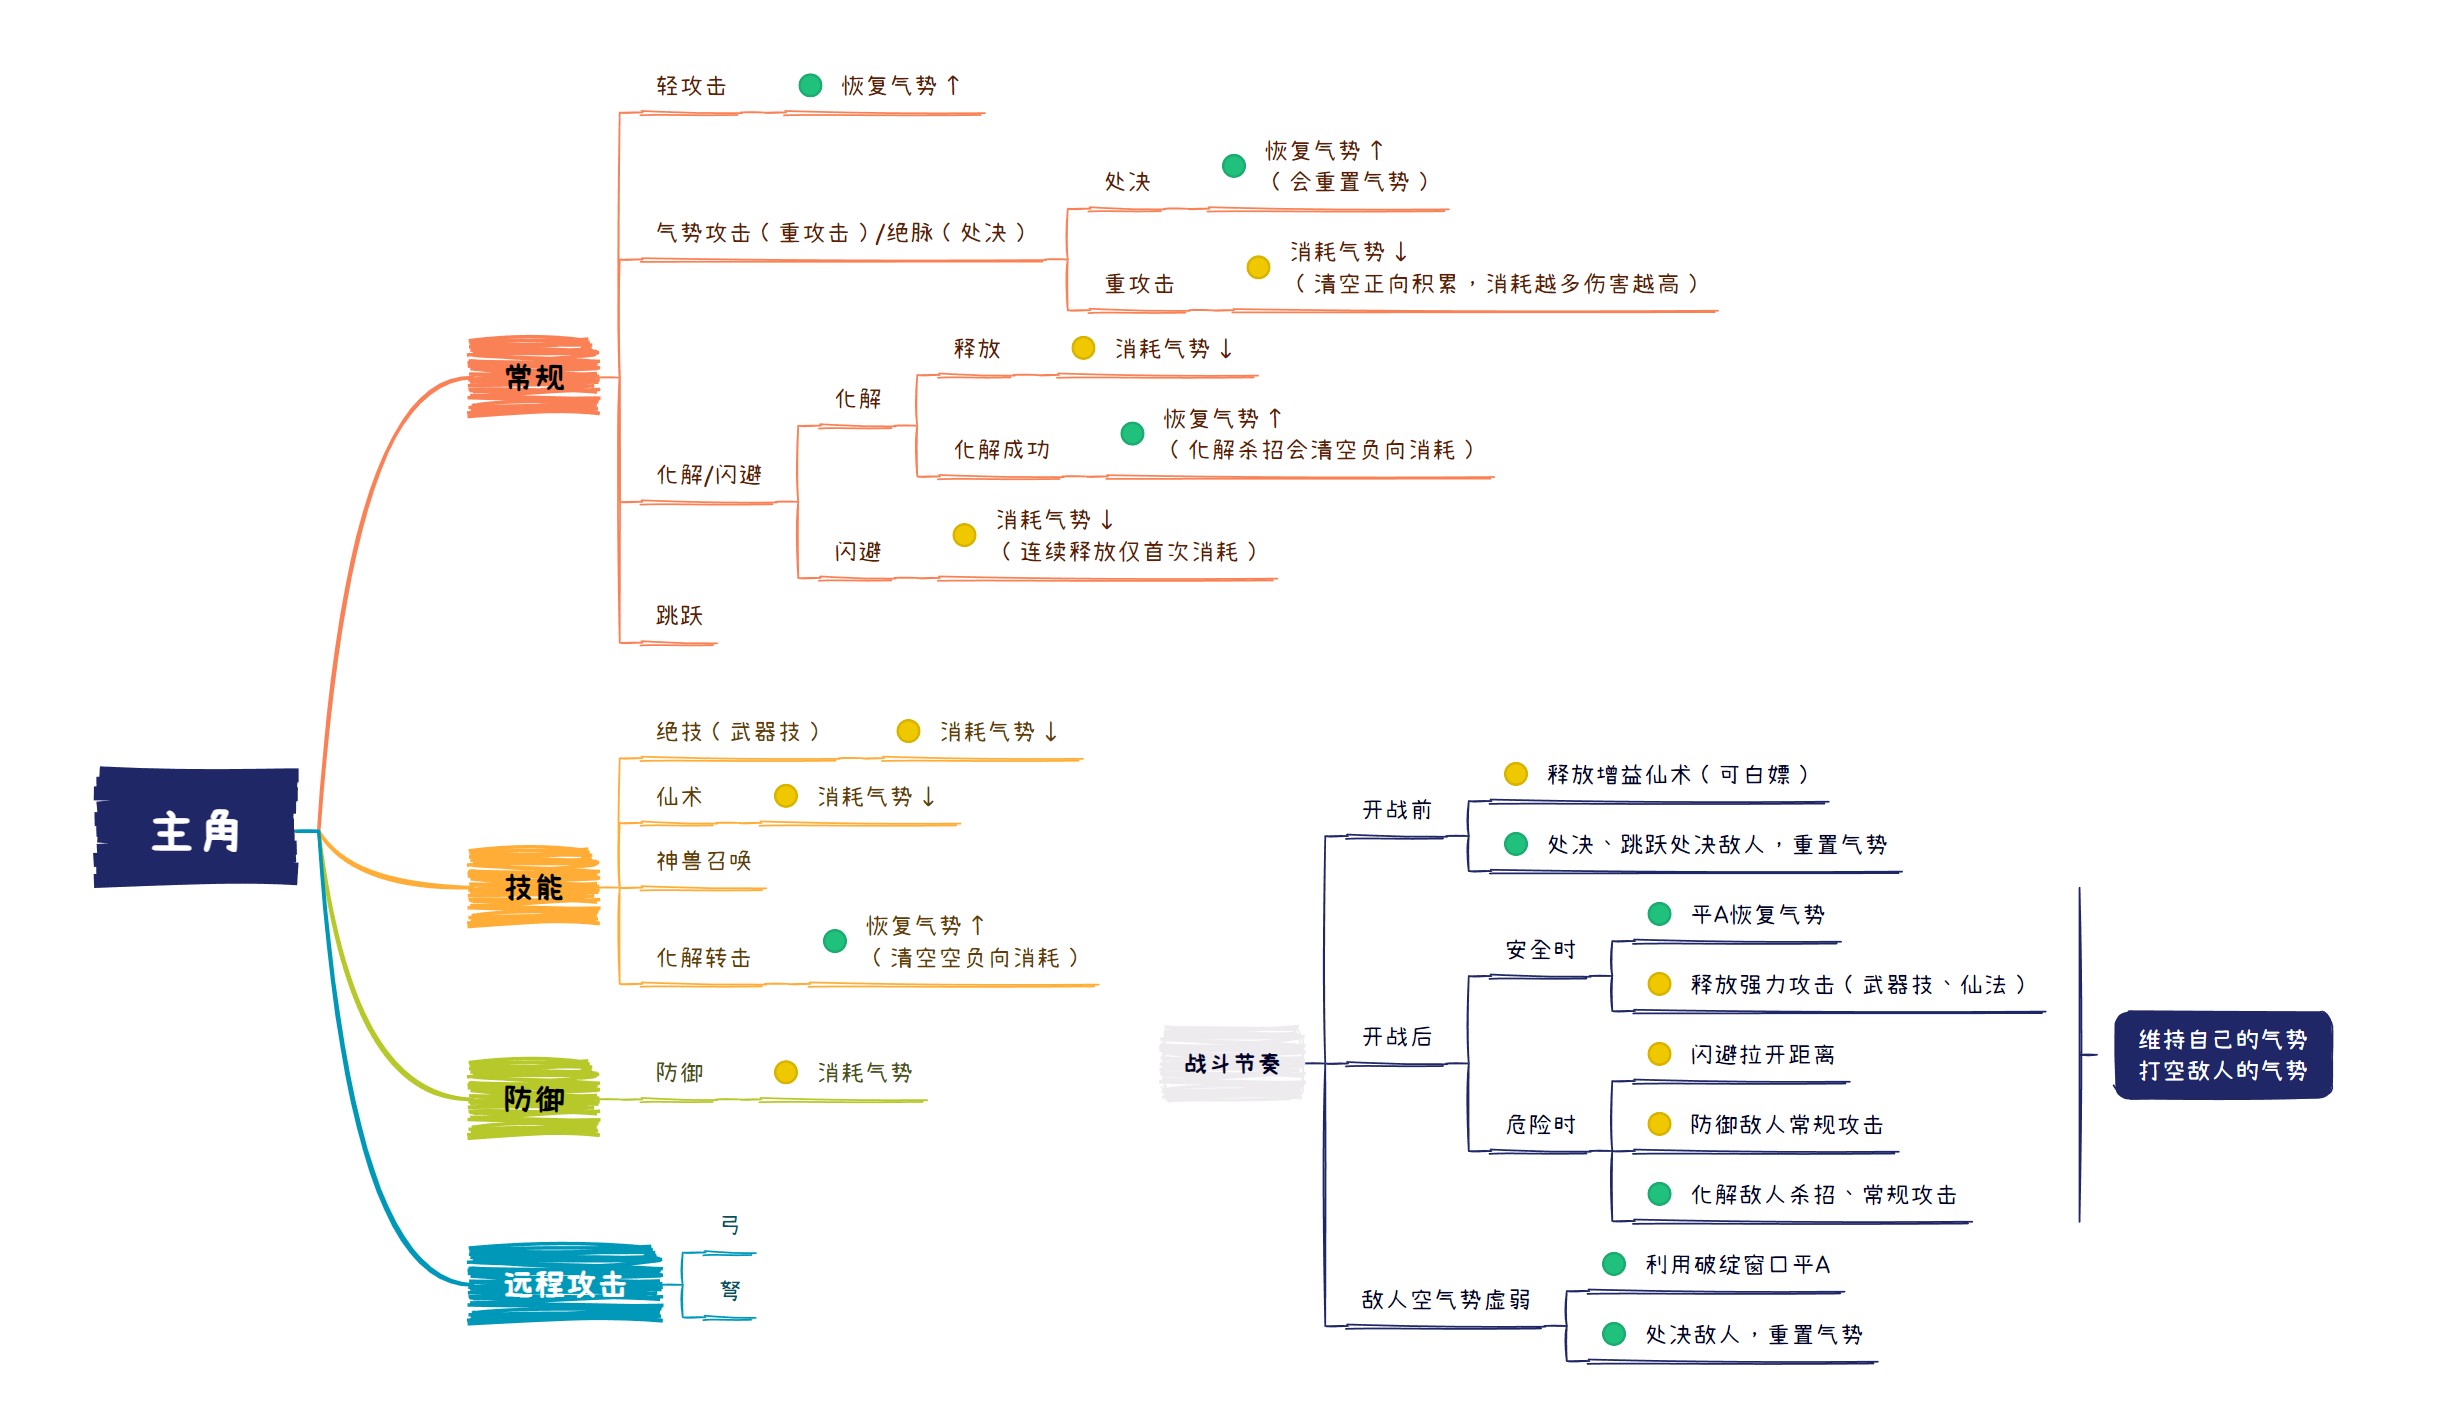 主角
常规
轻攻击
恢复气势↑
气势攻击（重攻击）/绝脉（处决）
处决
恢复气势↑
（会重置气势）
重攻击
消耗气势↓
（清空正向积累，消耗越多伤害越高）
化解/闪避
化解
释放
消耗气势↓
化解成功
恢复气势↑
（化解杀招会清空负向消耗）
闪避
消耗气势↓
（连续释放仅首次消耗）
跳跃
技能
绝技（武器技）
消耗气势↓
仙术
消耗气势↓
神兽召唤
化解转击
恢复气势↑
（清空空负向消耗）
防御
防御
消耗气势
远程攻击
弓
弩
战斗节奏
开战前
释放增益仙术（可白嫖）
处决、跳跃处决敌人，重置气势
开战后
安全时
平A恢复气势
释放强力攻击（武器技、仙法）
危险时
闪避拉开距离
防御敌人常规攻击
化解敌人杀招、常规攻击
敌人空气势虚弱
利用破绽窗口平A
处决敌人，重置气势
维持自己的气势
打空敌人的气势